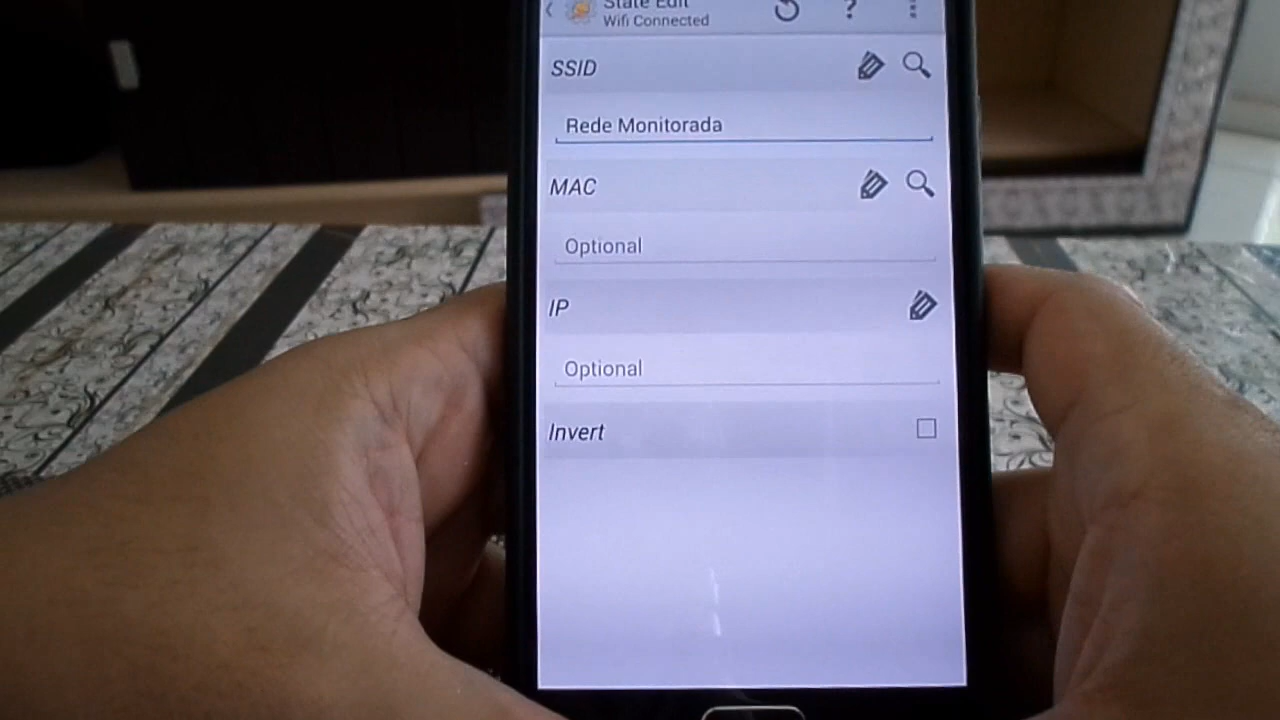 State Edit
Wifi Connected
?
SSID
Rede Monitorada
MAC
Optional
IP
Optional
Invert